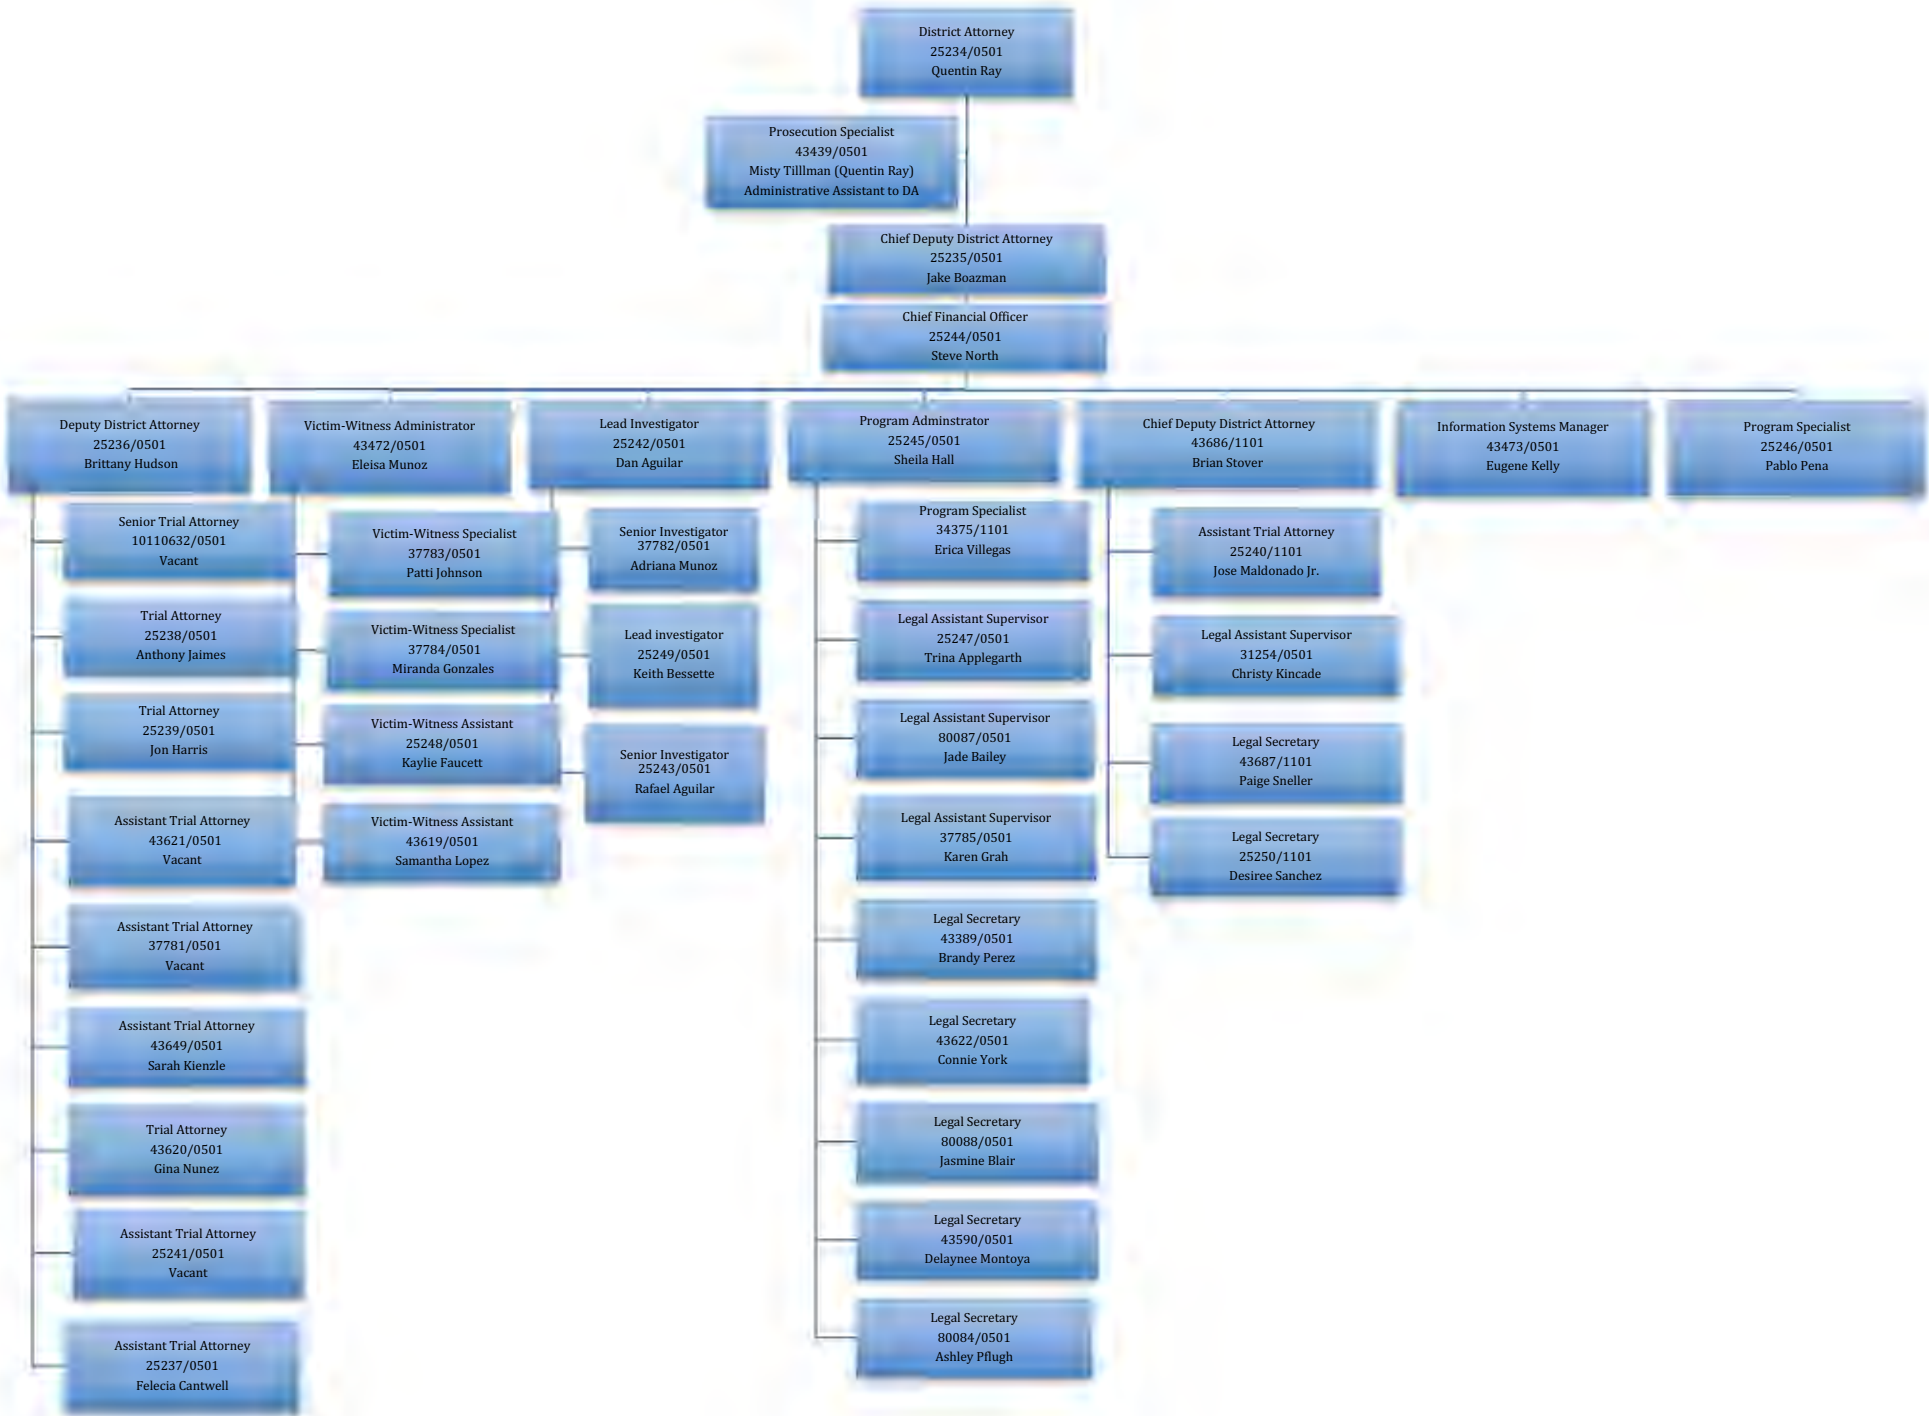 District Attorney
25234/0501
Quentin Ray
Prosecution Specialist
43439/0501
Misty Tilllman (Quentin Ray)
Administrative Assistant to DA
Chief Deputy District Attorney
25235/0501
Jake Boazman
Chief Financial Officer
25244/0501
Steve North
Deputy District Attorney
25236/0501
Brittany Hudson
Senior Trial Attorney
10110632/0501
Vacant
Trial Attorney
25238/0501
Anthony Jaimes
Trial Attorney
25239/0501
Jon Harris
Assistant Trial Attorney
43621/0501
Vacant
Assistant Trial Attorney
37781/0501
Vacant
Assistant Trial Attorney
43649/0501
Sarah Kienzle
Trial Attorney
43620/0501
Gina Nunez
Assistant Trial Attorney
25241/0501
Vacant
Assistant Trial Attorney
25237/0501
Felecia Cantwell
Victim-Witness Administrator
43472/0501
Eleisa Munoz
Victim-Witness Specialist
37783/0501
Patti Johnson
Victim-Witness Specialist
37784/0501
Miranda Gonzales
Victim-Witness Assistant
25248/0501
Kaylie Faucett
Victim-Witness Assistant
43619/0501
Samantha Lopez
Lead Investigator
25242/0501
Dan Aguilar
Senior Investigator
37782/0501
Adriana Munoz
Lead investigator
25249/0501
Keith Bessette
Senior Investigator
25243/0501
Rafael Aguilar
Program Adminstrator
25245/0501
Sheila Hall
Program Specialist
34375/1101
Erica Villegas
Legal Assistant Supervisor
25247/0501
Trina Applegarth
Legal Assistant Supervisor
80087/0501
Jade Bailey
Legal Assistant Supervisor
37785/0501
Karen Grah
Legal Secretary
43389/0501
Brandy Perez
Legal Secretary
43622/0501
Connie York
Legal Secretary
80088/0501
Jasmine Blair
Legal Secretary
43590/0501
Delaynee Montoya
Legal Secretary
80084/0501
Ashley Pflugh
Chief Deputy District Attorney
43686/1101
Brian Stover
Assistant Trial Attorney
25240/1101
Jose Maldonado Jr.
Legal Assistant Supervisor
31254/0501
Christy Kincade
Legal Secretary
43687/1101
Paige Sneller
Legal Secretary
25250/1101
Desiree Sanchez
Information Systems Manager
43473/0501
Eugene Kelly
Program Specialist
25246/0501
Pablo Pena